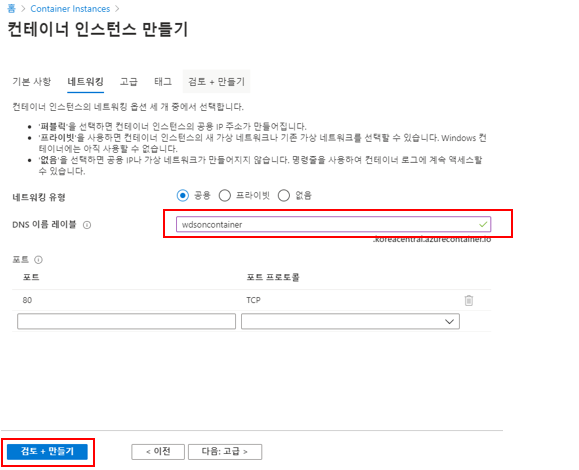 홈 > Container Instances >
컨테이너 인스턴스 만들기
기본 사항 네트워킹 고급 태그 검토 + 만들기
컨테이너 인스턴스의 네트워킹 옵션 세 개 중에서 선택합니다.
• '퍼블릭'을 선택하면 컨테이너 인스턴스의 공용 IP 주소가 만들어집니다.
• '프라이빗'을 사용하면 컨테이너 인스턴스의 새 가상 네트워크나 기존 가상 네트워크를 선택할 수 있습니다. Windows 컨
테이너에는 아직 사용할 수 없습니다.
• '없음'을 선택하면 공용 IP나 가상 네트워크가 만들어지지 않습니다. 명령줄을 사용하여 컨테이너 로그에 계속 액세스할
수 있습니다.
네트워킹 유형 공용 프라이빗 없음
DNS 이름 레이블 wdsoncontainer
.koreacentral.azurecontainer.io
포트
포트 포트 프로토콜
80 TCP
검토 + 만들기 < 이전 다음: 고급 >